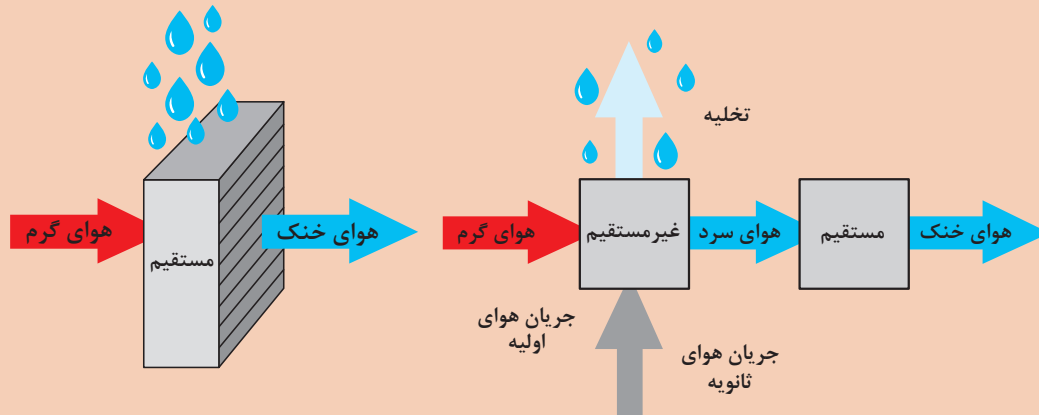 هوای گرم
مستقیم
هوای خنک
تخلیه
هوای گرم
غیرمستقیم
هوای سرد
مستقیم
هوای خنک
جریان هوای
اولیه
جریان هوای
ثانویه